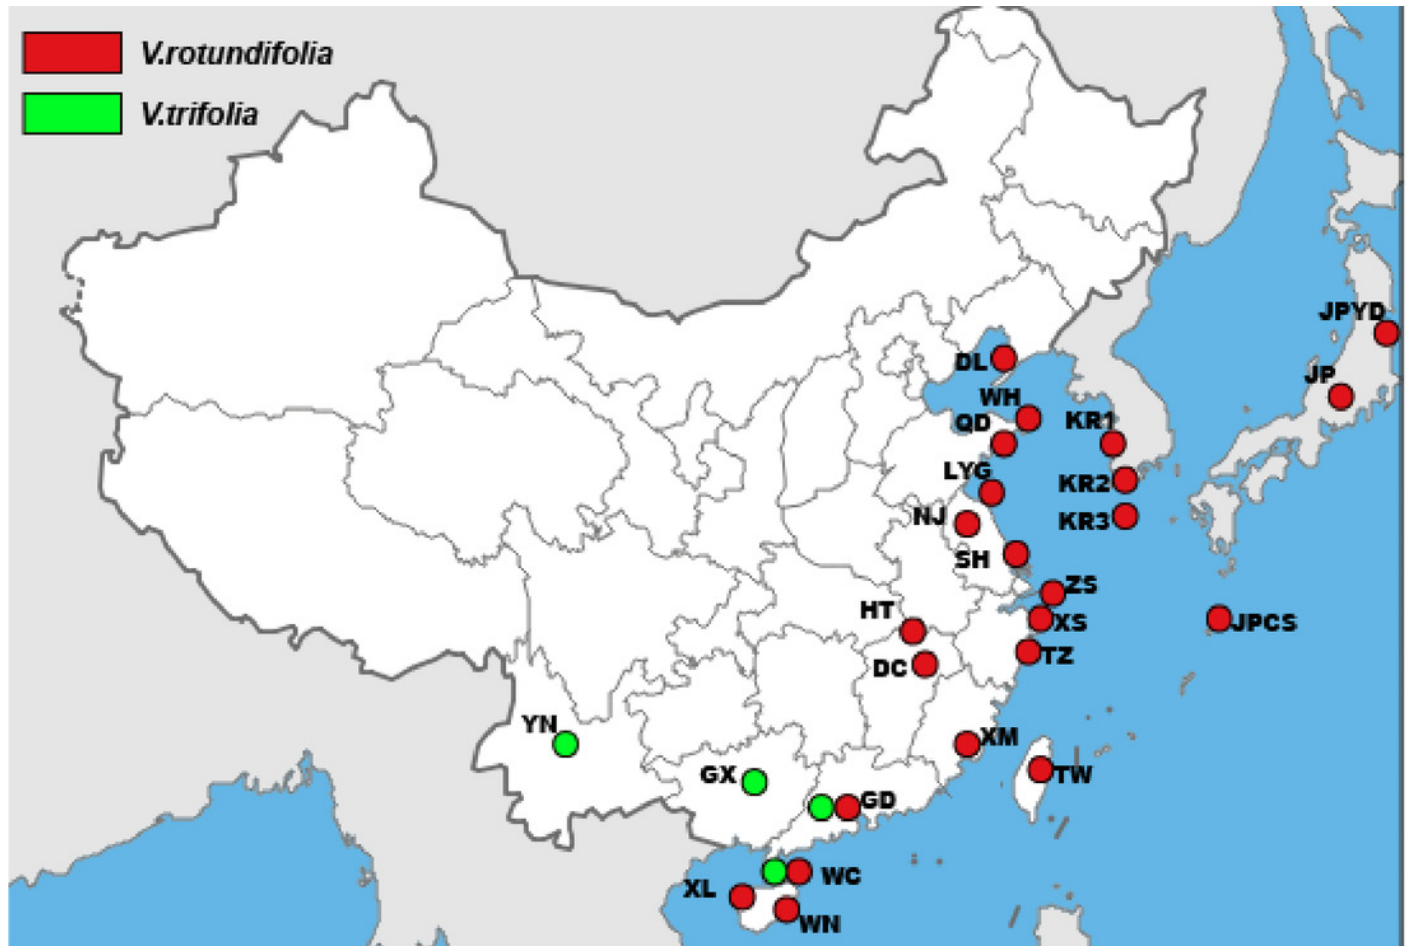 V.rotundifolia
V.trifolia
JPYD
DL
JP
WH
QD
KR1
LYG
KR2
NJ
KR3
SH
ZS
HT
XS
JPCS
TZ
DC
YN
XM
GX
TW
GD
WC
XL
WN